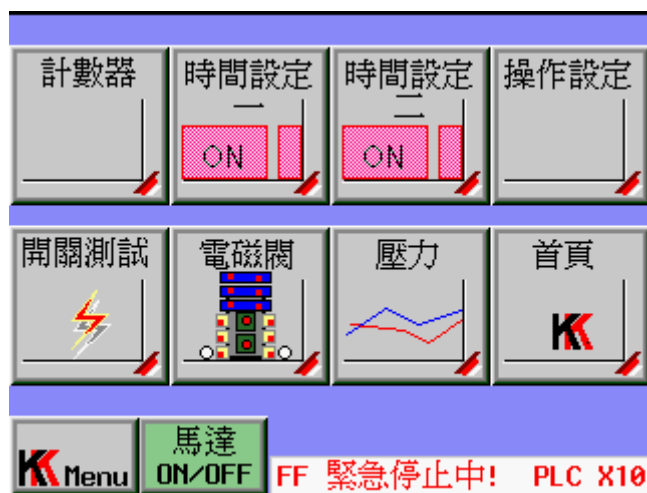 計數器
時間設定
一
ON
時間設定
二
ON
操作設定
開關測試
電磁閥
壓力
首頁
K
K Menu
馬達
ON/OFF
FF 緊急停止中! PLC X10